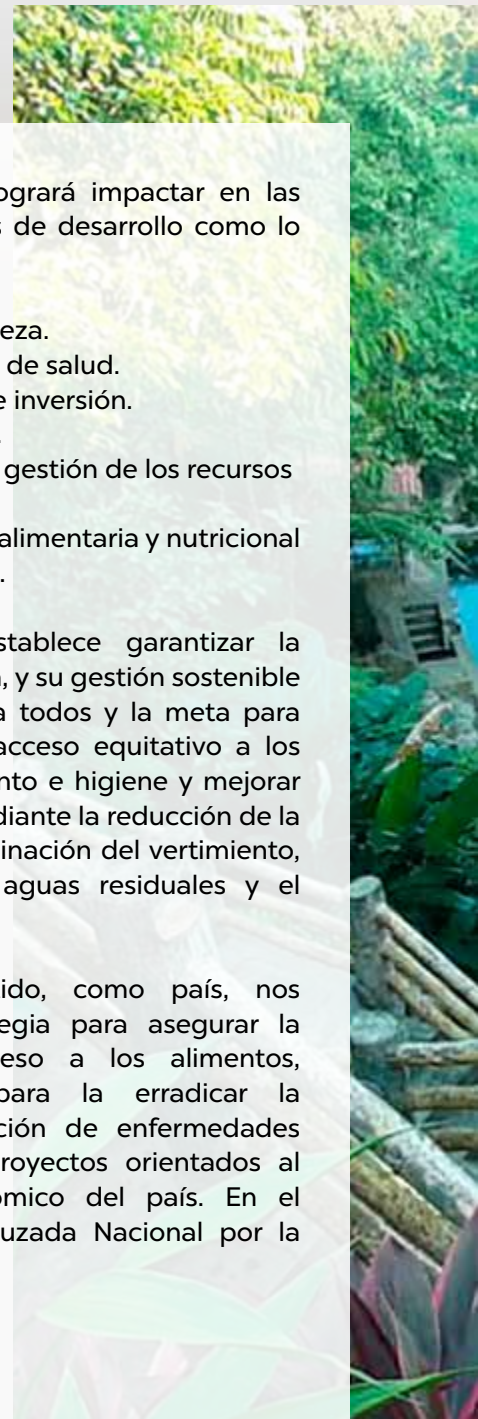 ogrará impactar en las
de desarrollo como lo
eza.
de salud.
inversión.
gestión de los recursos
alimentaria y nutricional
.
stablece garantizar la
, y su gestión sostenible
a todos y la meta para
acceso equitativo a los
nto e higiene y mejorar
diante la reducción de la
inación del vertimiento,
aguas residuales y el
ido, como país, nos
egia para asegurar la
eso a los alimentos,
para la erradicar la
ción de enfermedades
royectos orientados al
mico del país. En el
uzada Nacional por la